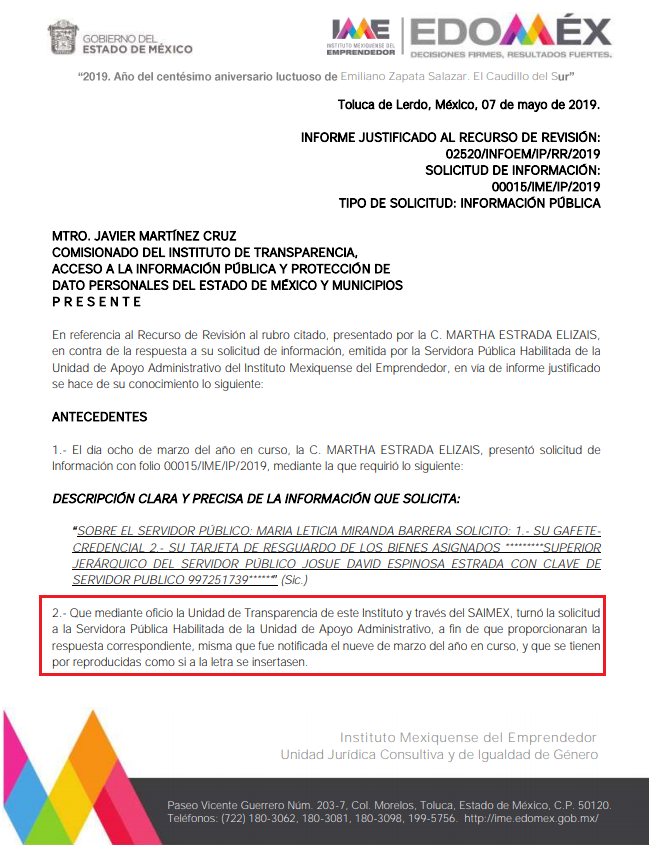 GOBIERNO DEL
ESTADO DE MÉXICO
IME
INSTITUTO MEXIQUENSE DEL
EMPRENDEDOR
EDOMÉX
DECISIONES FIRMES, RESULTADOS FUERTES.
“2019. Año del centésimo aniversario luctuoso de Emiliano Zapata Salazar. El Caudillo del Sur”
Toluca de Lerdo, México, 07 de mayo de 2019.
INFORME JUSTIFICADO AL RECURSO DE REVISIÓN:
02520/INFOEM/IP/RR/2019
SOLICITUD DE INFORMACIÓN:
00015/IME/IP/2019
TIPO DE SOLICITUD: INFORMACIÓN PÚBLICA
MTRO. JAVIER MARTÍNEZ CRUZ
COMISIONADO DEL INSTITUTO DE TRANSPARENCIA,
ACCESO A LA INFORMACIÓN PÚBLICA Y PROTECCIÓN DE
DATO PERSONALES DEL ESTADO DE MÉXICO Y MUNICIPIOS
P R E S E N T E
En referencia al Recurso de Revisión al rubro citado, presentado por la C. MARTHA ESTRADA ELIZAIS,
en contra de la respuesta a su solicitud de información, emitida por la Servidora Pública Habilitada de la
Unidad de Apoyo Administrativo del Instituto Mexiquense del Emprendedor, en vía de informe justificado
se hace de su conocimiento lo siguiente:
ANTECEDENTES
1.- El día ocho de marzo del año en curso, la C. MARTHA ESTRADA ELIZAIS, presentó solicitud de
Información con folio 00015/IME/IP/2019, mediante la que requirió lo siguiente:
DESCRIPCIÓN CLARA Y PRECISA DE LA INFORMACIÓN QUE SOLICITA:
“SOBRE EL SERVIDOR PÚBLICO: MARIA LETICIA MIRANDA BARRERA SOLICITO: 1.- SU GAFETE-
CREDENCIAL 2.- SU TARJETA DE RESGUARDO DE LOS BIENES ASIGNADOS *********SUPERIOR
JERÁRQUICO DEL SERVIDOR PÚBLICO JOSUE DAVID ESPINOSA ESTRADA CON CLAVE DE
SERVIDOR PUBLICO 997251739******” (Sic.)
2.- Que mediante oficio la Unidad de Transparencia de este Instituto y través del SAIMEX, turnó la solicitud
a la Servidora Pública Habilitada de la Unidad de Apoyo Administrativo, a fin de que proporcionaran la
respuesta correspondiente, misma que fue notificada el nueve de marzo del año en curso, y que se tienen
por reproducidas como si a la letra se insertasen.
Instituto Mexiquense del Emprendedor
Unidad Jurídica Consultiva y de Igualdad de Género
Paseo Vicente Guerrero Núm. 203-7, Col. Morelos, Toluca, Estado de México, C.P. 50120.
Teléfonos: (722) 180-3062, 180-3081, 180-3098, 199-5756. http://ime.edomex.gob.mx/